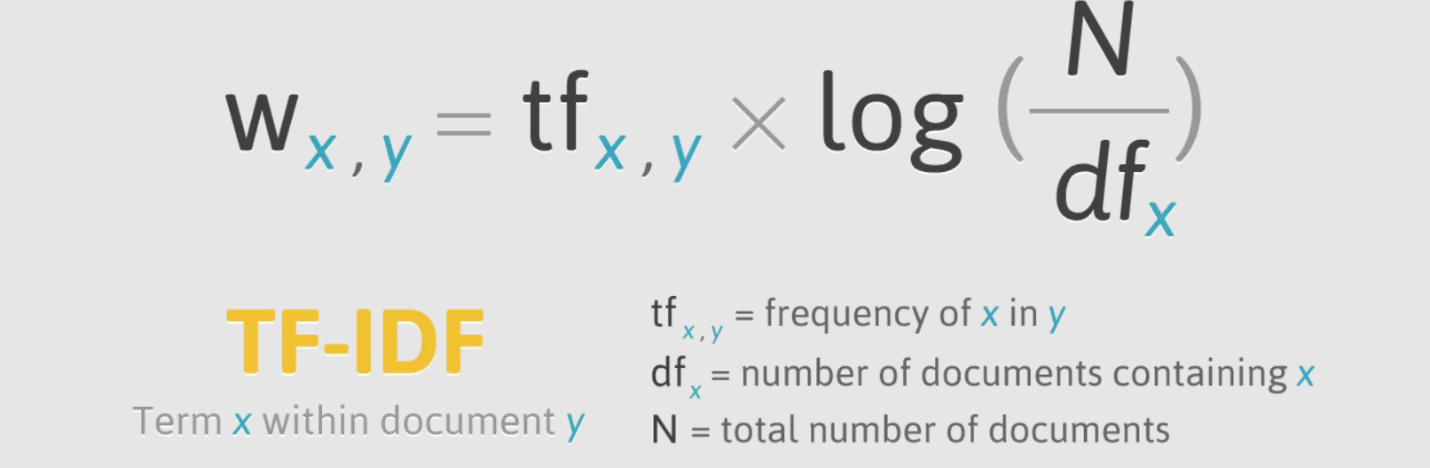 w x , y = tf x , y × log ( N / df x )
TF-IDF
Term x within document y
tf x , y = frequency of x in y
df x = number of documents containing x
N = total number of documents